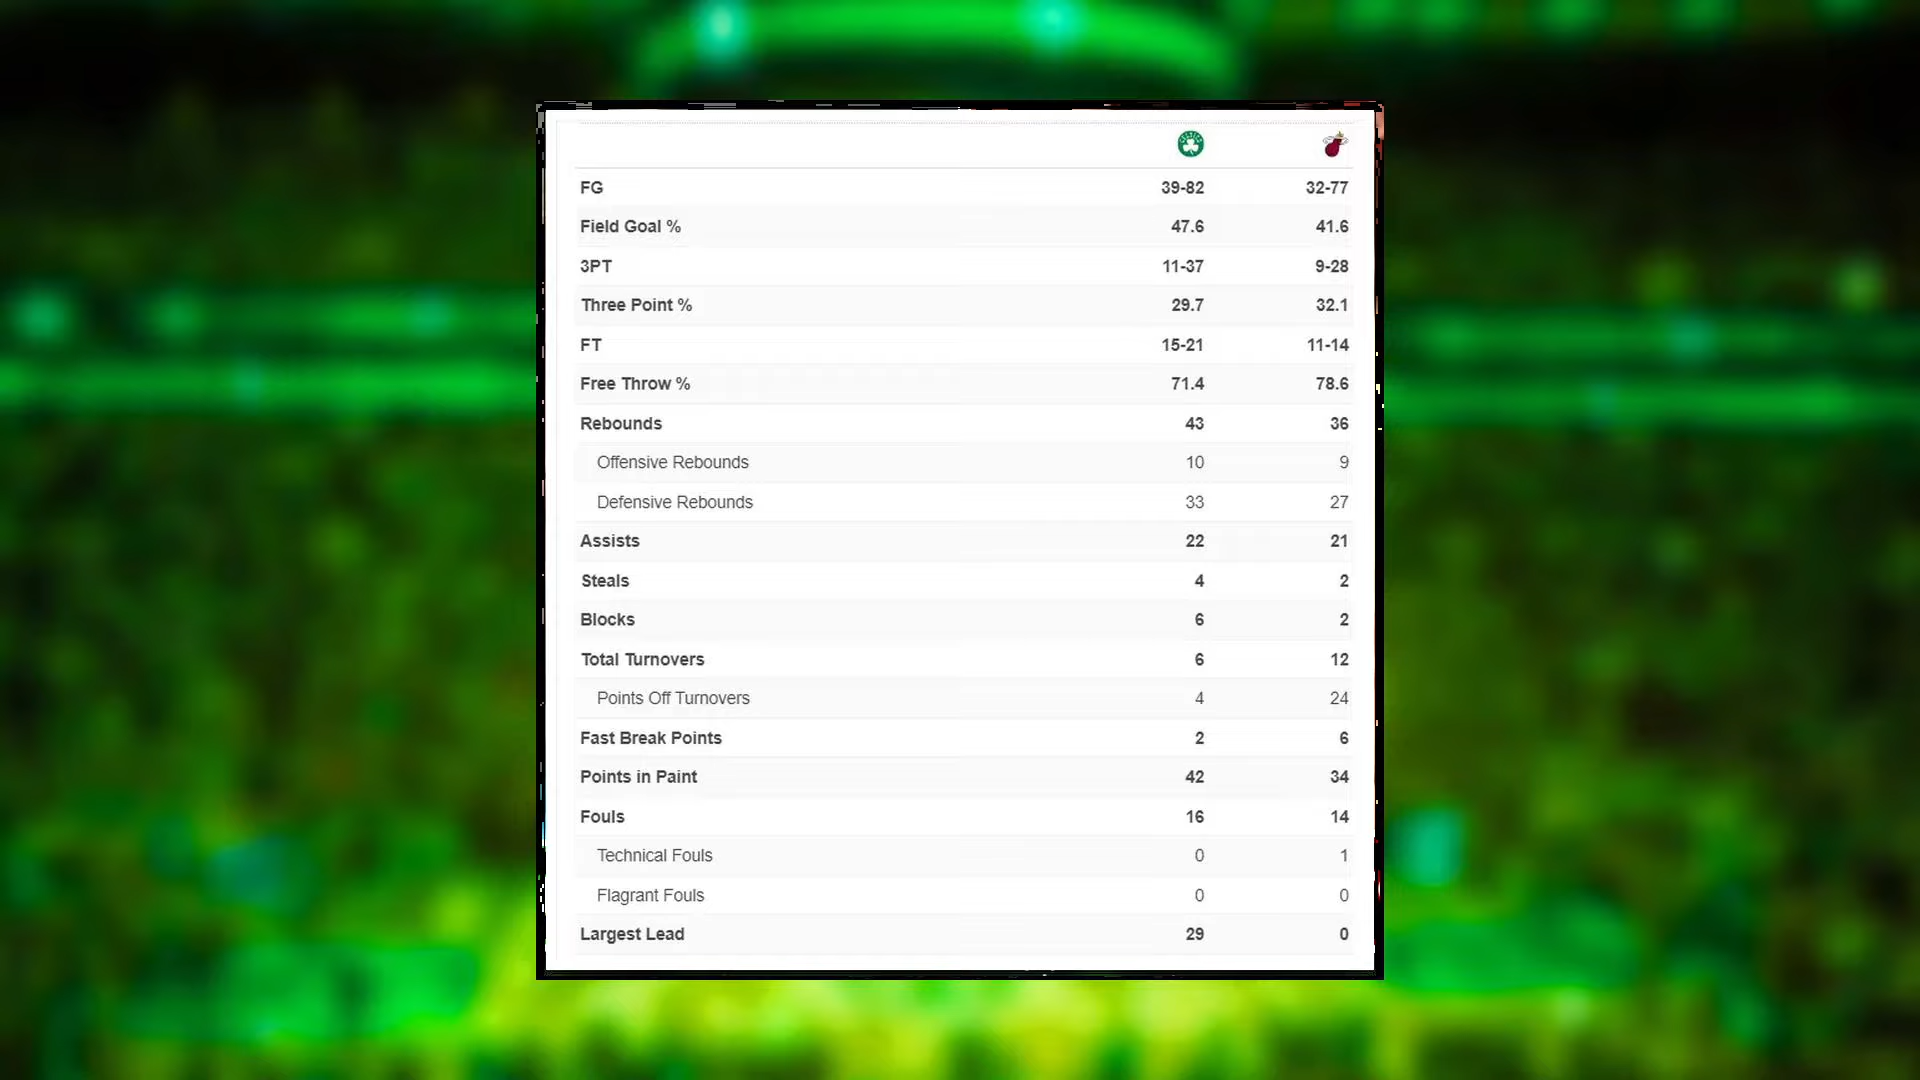 FG 39-82 32-77
Field Goal % 47.6 41.6
3PT 11-37 9-28
Three Point % 29.7 32.1
FT 15-21 11-14
Free Throw % 71.4 78.6
Rebounds 43 36
Offensive Rebounds 10 9
Defensive Rebounds 33 27
Assists 22 21
Steals 4 2
Blocks 6 2
Total Turnovers 6 12
Points Off Turnovers 4 24
Fast Break Points 2 6
Points in Paint 42 34
Fouls 16 14
Technical Fouls 0 1
Flagrant Fouls 0 0
Largest Lead 29 0